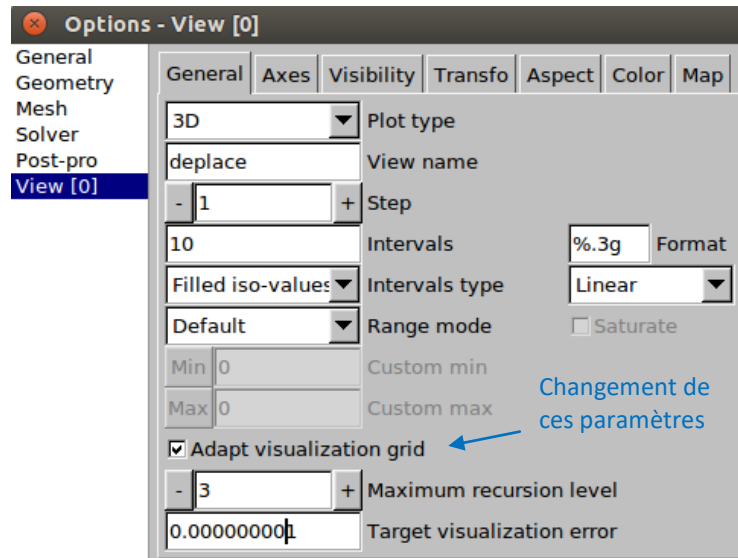 Options - View [0]
General
Geometry
Mesh
Solver
Post-pro
View [0]
General Axes Visibility Transfo Aspect Color Map
3D Plot type
deplace View name
- 1 + Step
10 Intervals %.3g Format
Filled iso-values Intervals type Linear
Default Range mode Saturate
Min 0 Custom min
Max 0 Custom max
Changement de
ces paramètres
Adapt visualization grid
- 3 + Maximum recursion level
0.000000001 Target visualization error